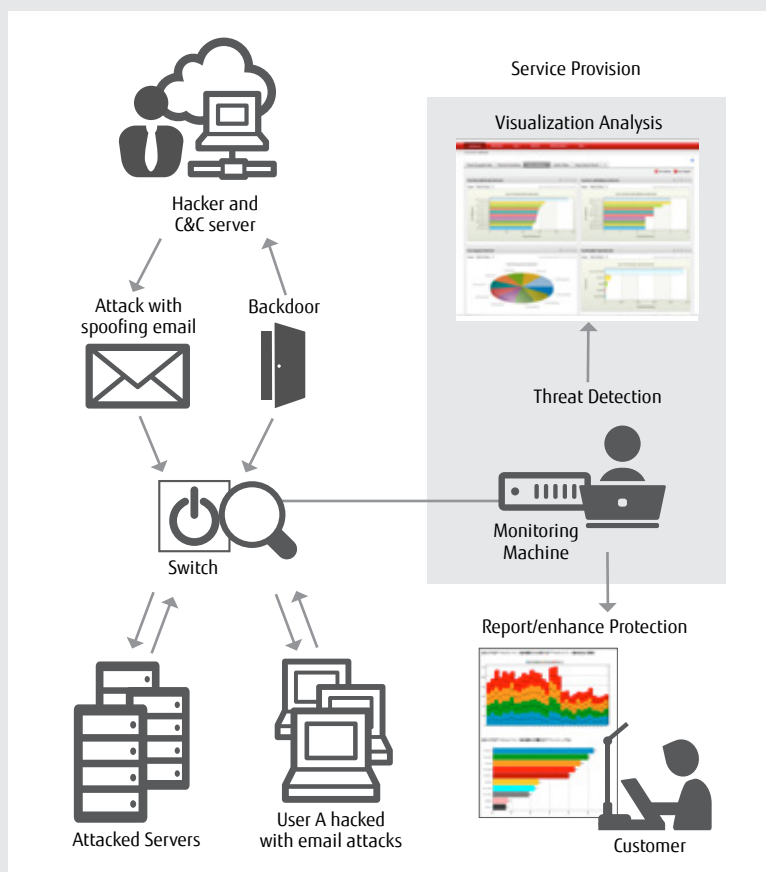 Service Provision
Visualization Analysis
Hacker and
C&C server
Attack with
spoofing email
Backdoor
Threat Detection
Monitoring
Machine
Switch
Report/enhance Protection
Attacked Servers
User A hacked
with email attacks
Customer